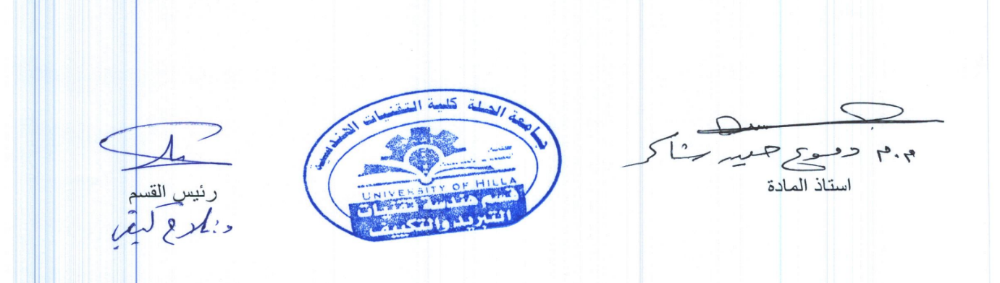 م.م دموع حيدر شاكر
استاذ المادة
جامعة الحلة كلية التقنيات الهندسية
UNIVERSITY OF HILLA
قسم هندسة تقنيات
التبريد والتكييف
رئيس القسم